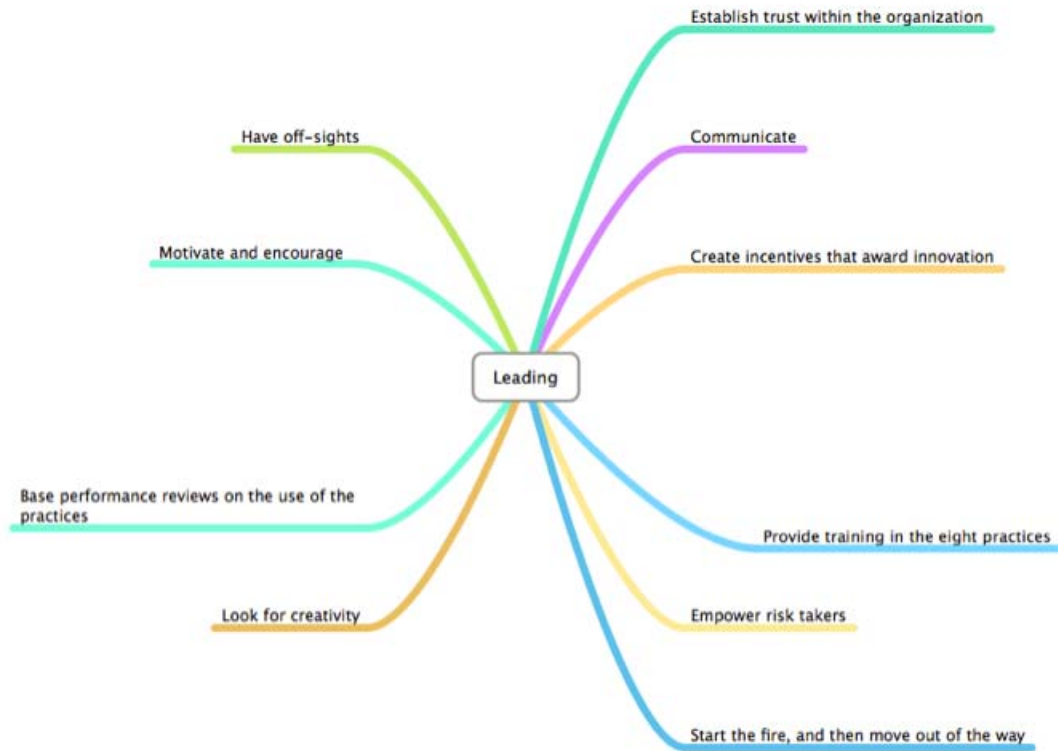 Establish trust within the organization
Have off-sights
Communicate
Motivate and encourage
Create incentives that award innovation
Leading
Base performance reviews on the use of the
practices
Provide training in the eight practices
Look for creativity
Empower risk takers
Start the fire, and then move out of the way